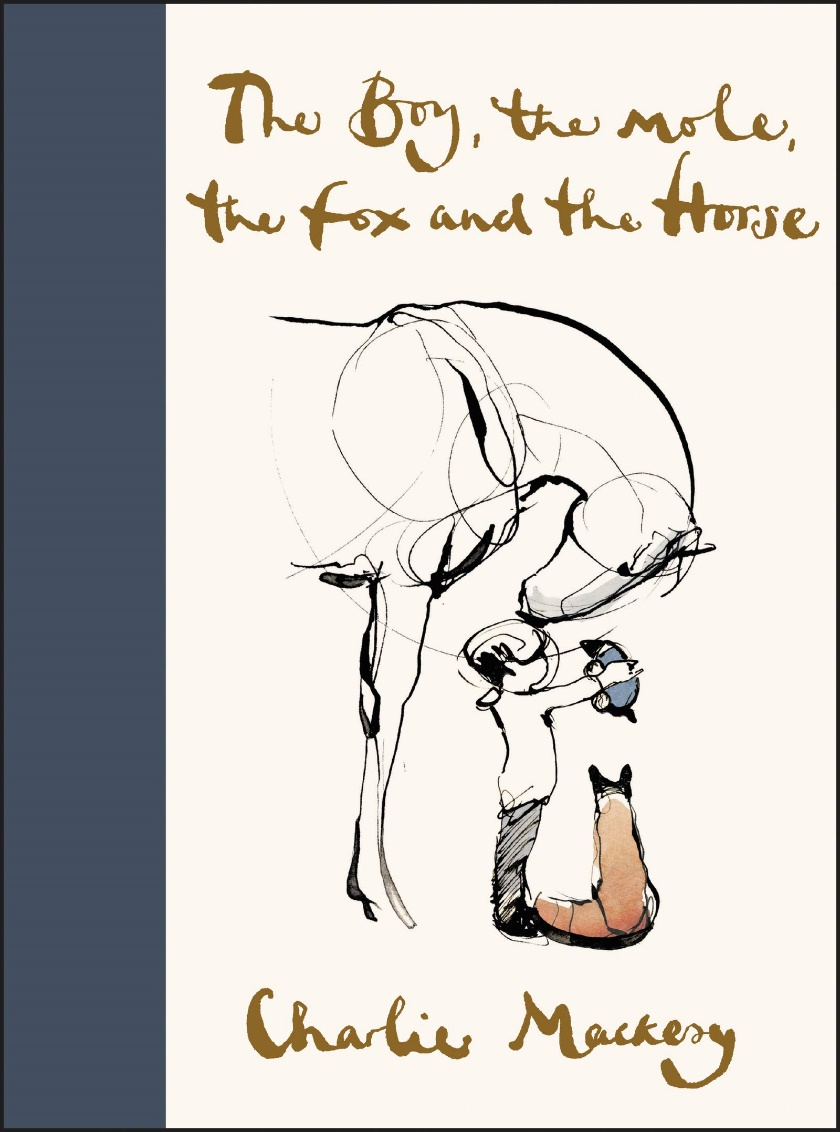 The Boy, the mole,
the fox and the Horse
Charlie Mackesy